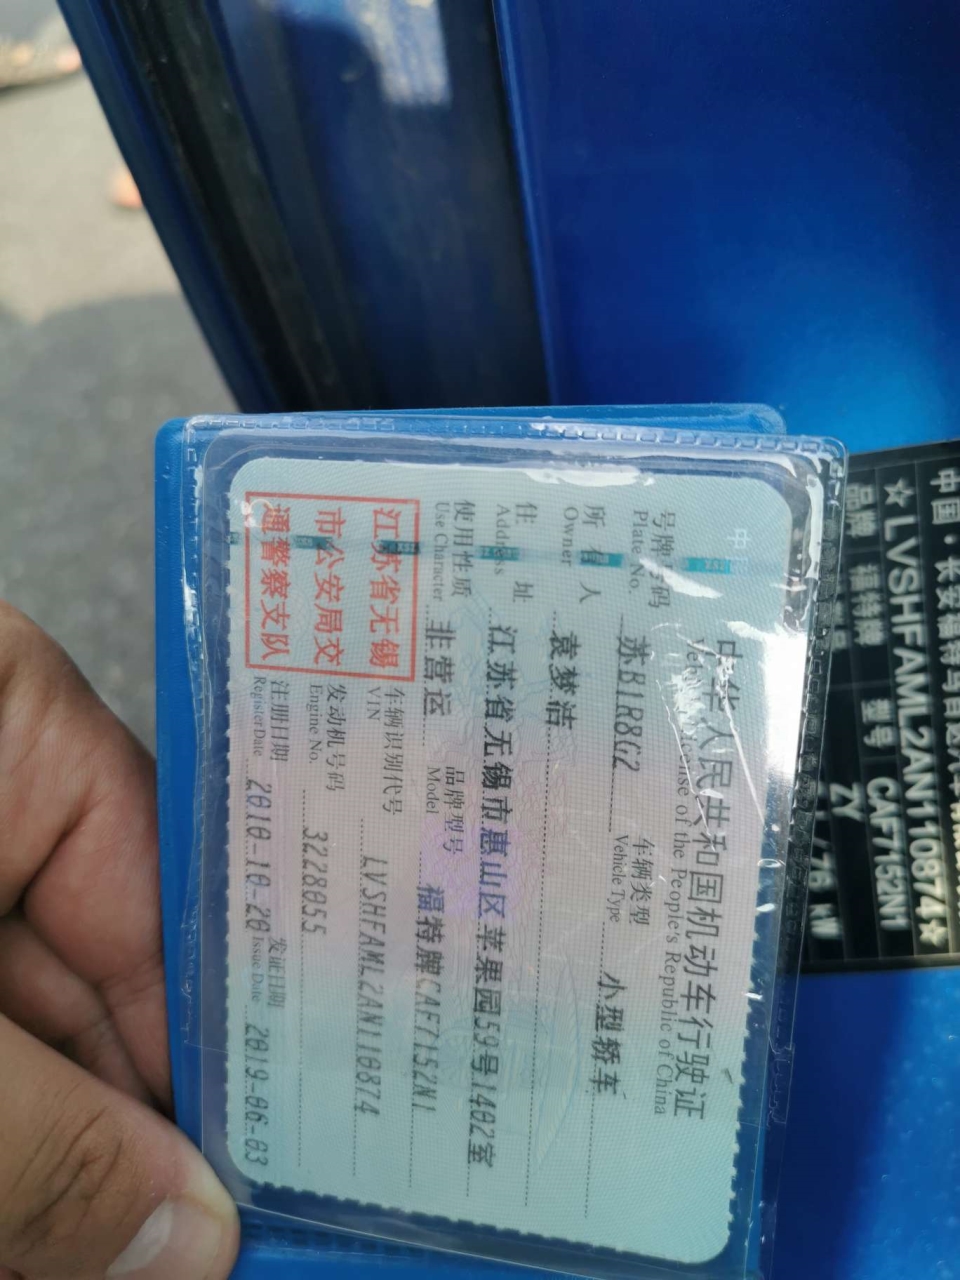 中华人民共和国机动车行驶证
Vehicle License of the People's Republic of China
号牌号码 苏B1R8G2 车辆类型 小型轿车
Plate No. Vehicle Type
所有人 袁梦洁
Owner
住址 江苏省无锡市惠山区苹果园59号1402室
Address
使用性质 非营运 品牌型号 福特牌CAF7152N1
Use Character Model
江苏省无锡
市公安局交
通警察支队
车辆识别代号 LVSHFAML2AN110874
VIN
发动机号码 3228055
Engine No.
注册日期 2010-10-20 发证日期 2019-06-03
Register Date Issue Date
中国·长安福特马自达汽车
☆LVSHFAML2AN110874☆
品牌 福特牌 型号 CAF7152N1
ZY